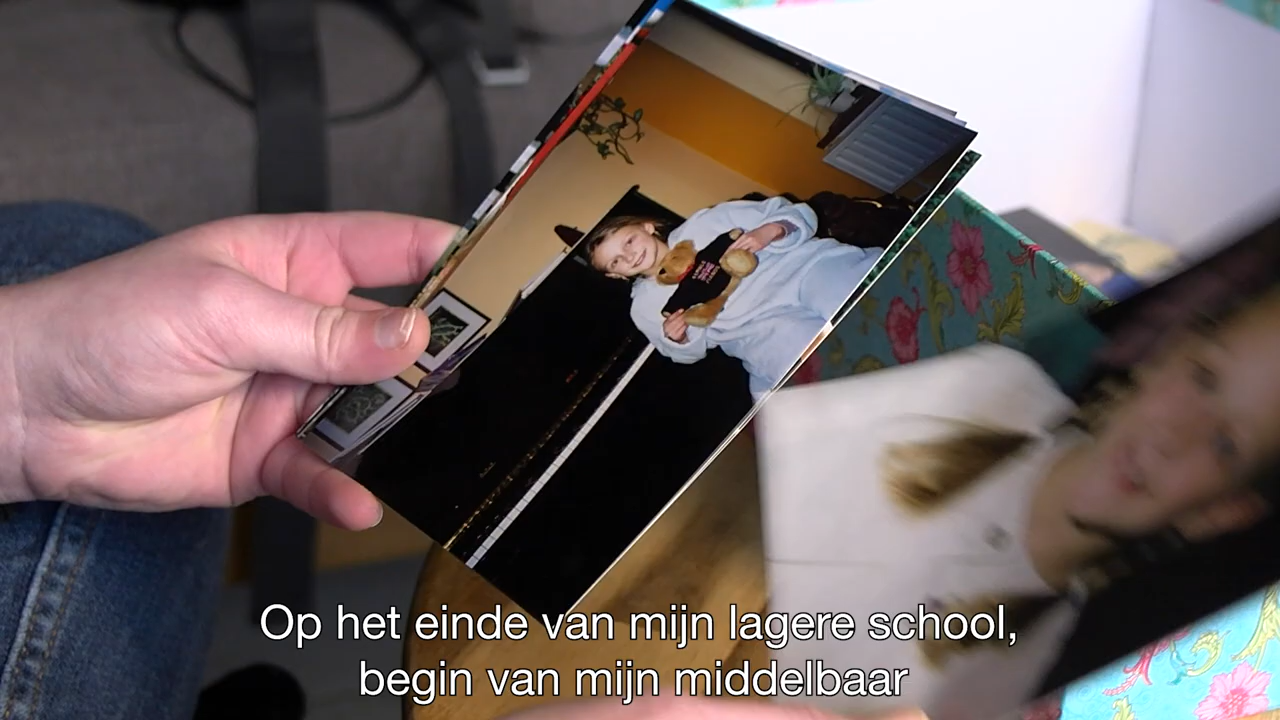 Op het einde van mijn lagere school,
begin van mijn middelbaar